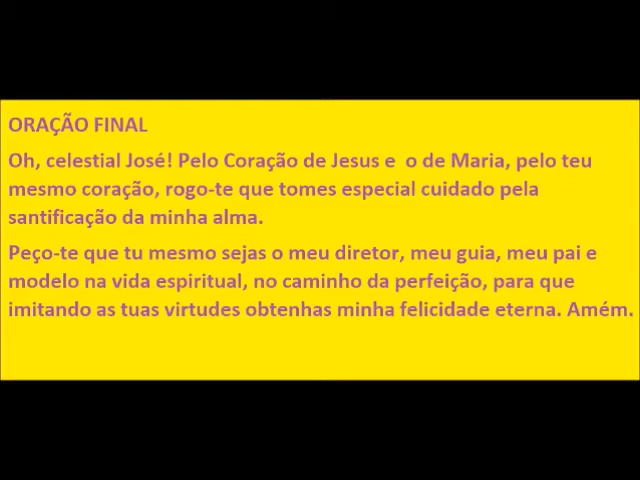 ORAÇÃO FINAL
Oh, celestial José! Pelo Coração de Jesus e  o de Maria, pelo teu
mesmo coração, rogo-te que tomes especial cuidado pela
santificação da minha alma.
Peço-te que tu mesmo sejas o meu diretor, meu guia, meu pai e
modelo na vida espiritual, no caminho da perfeição, para que
imitando as tuas virtudes obtenhas minha felicidade eterna. Amém.